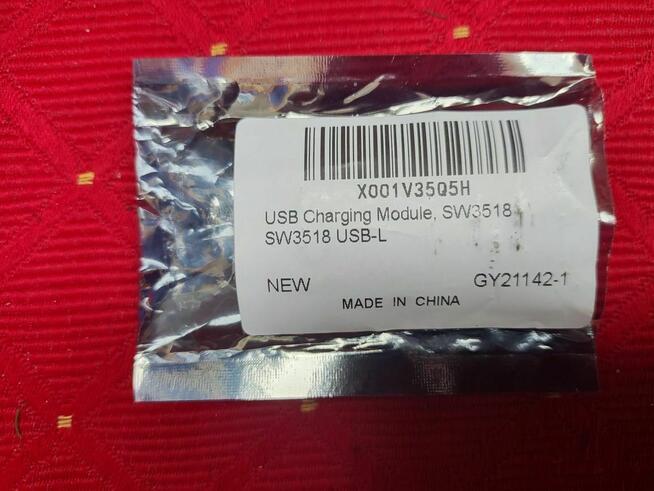 X001V35Q5H
USB Charging Module, SW3518
SW3518 USB-L
NEW
GY21142-1
MADE IN CHINA